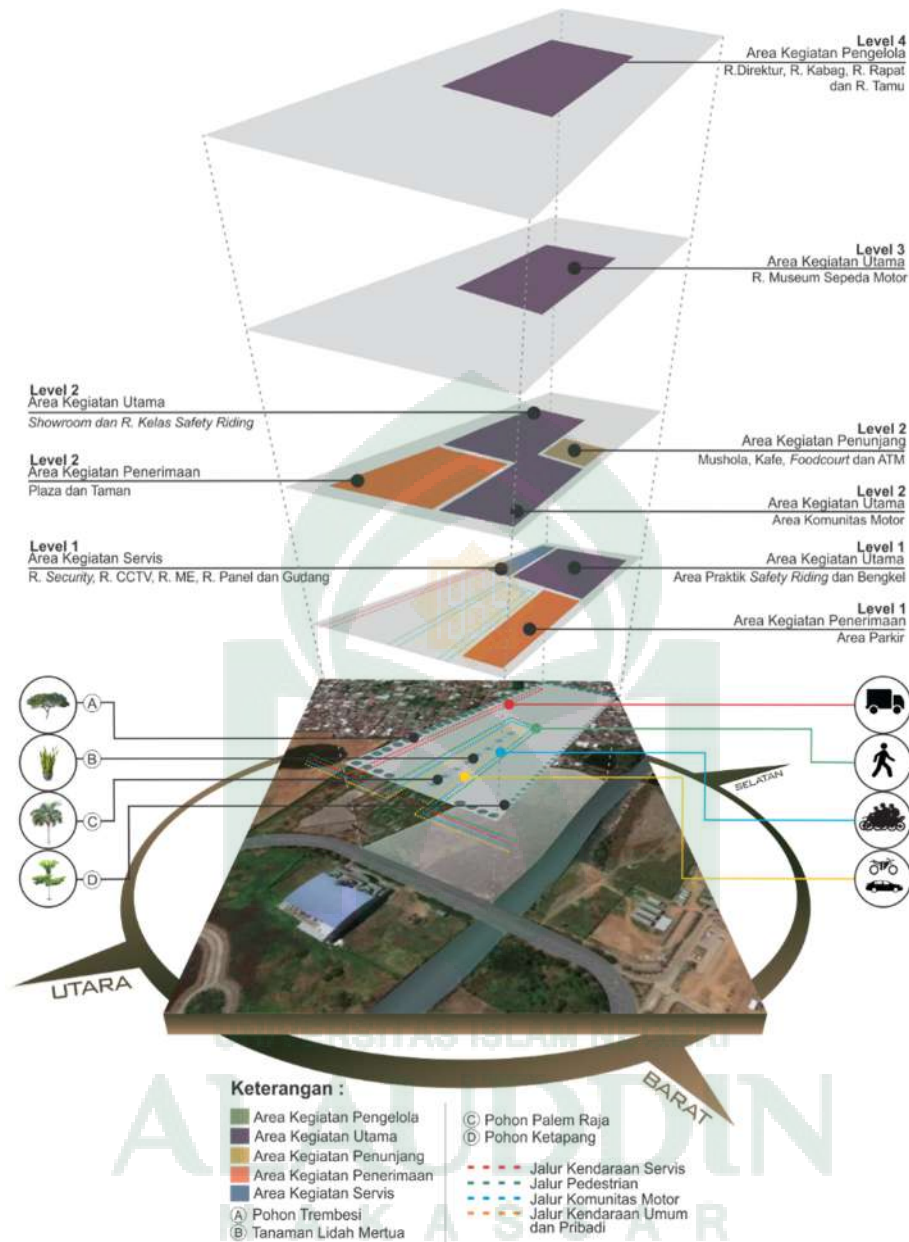 Level 4
Area Kegiatan Pengelola
R.Direktur, R. Kabag, R. Rapat
dan R. Tamu
Level 3
Area Kegiatan Utama
R. Museum Sepeda Motor
Level 2
Area Kegiatan Utama
Showroom dan R. Kelas Safety Riding
Level 2
Area Kegiatan Penunjang
Mushola, Kafe, Foodcourt dan ATM
Level 2
Area Kegiatan Penerimaan
Plaza dan Taman
Level 2
Area Kegiatan Utama
Area Komunitas Motor
Level 1
Area Kegiatan Servis
R. Security, R. CCTV, R. ME, R. Panel dan Gudang
Level 1
Area Kegiatan Utama
Area Praktik Safety Riding dan Bengkel
Level 1
Area Kegiatan Penerimaan
Area Parkir
A
B
C
D
SELATAN
UTARA
BARAT
UNIVERSITAS ISLAM NEGERI
ALAUDDIN
MAKASSAR
Keterangan :
Area Kegiatan Pengelola
Area Kegiatan Utama
Area Kegiatan Penunjang
Area Kegiatan Penerimaan
Area Kegiatan Servis
A Pohon Trembesi
B Tanaman Lidah Mertua
C Pohon Palem Raja
D Pohon Ketapang
Jalur Kendaraan Servis
Jalur Pedestrian
Jalur Komunitas Motor
Jalur Kendaraan Umum
dan Pribadi